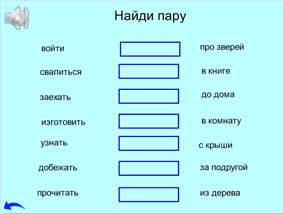 Найди пару
войти про зверей
свалиться в книге
заехать до дома
изготовить в комнату
узнать с крыши
добежать за подругой
прочитать из дерева